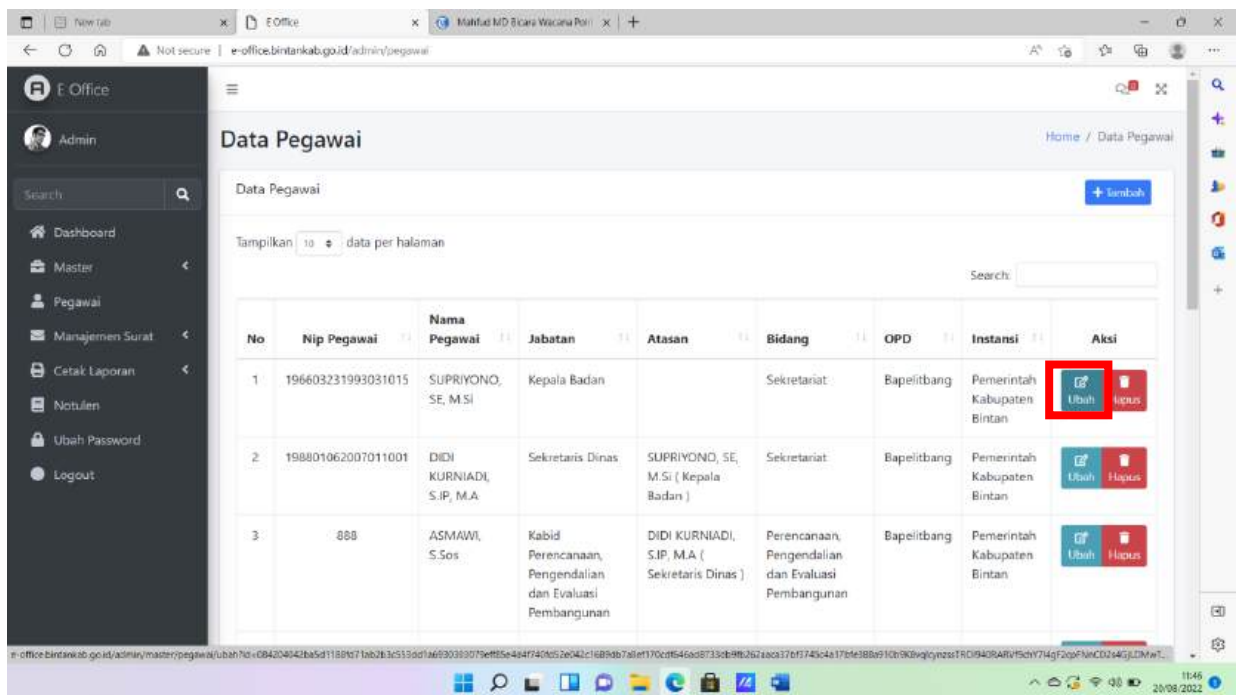 New tab
E Office
Mahfud MD Bicara Wacana Poli
Not secure
e-office.bintankab.go.id/admin/pegawai
E Office
Admin
Search
Dashboard
Master
Pegawai
Manajemen Surat
Cetak Laporan
Notulen
Ubah Password
Logout
Data Pegawai
Home / Data Pegawai
Data Pegawai
+ Tambah
Tampilkan 10 data per halaman
Search:
No Nip Pegawai Nama Pegawai Jabatan Atasan Bidang OPD Instansi Aksi
1 196603231993031015 SUPRIYONO, Kepala Badan Sekretariat Bapelitbang Pemerintah
SE, M.Si Kabupaten Ubah Hapus
Bintan
2 198801062007011001 DIDI Sekretaris Dinas SUPRIYONO, SE, Sekretariat Bapelitbang Pemerintah
KURNIADI, M.Si ( Kepala Kabupaten Ubah Hapus
S.IP, M.A Badan ) Bintan
3 888 ASMAWI, Kabid DIDI KURNIADI, Perencanaan, Bapelitbang Pemerintah
S.Sos Perencanaan, S.IP, M.A ( Pengendalian Kabupaten Ubah Hapus
Pengendalian Sekretaris Dinas ) dan Evaluasi Bintan
dan Evaluasi Pembangunan
Pembangunan
11:46
20/08/2022